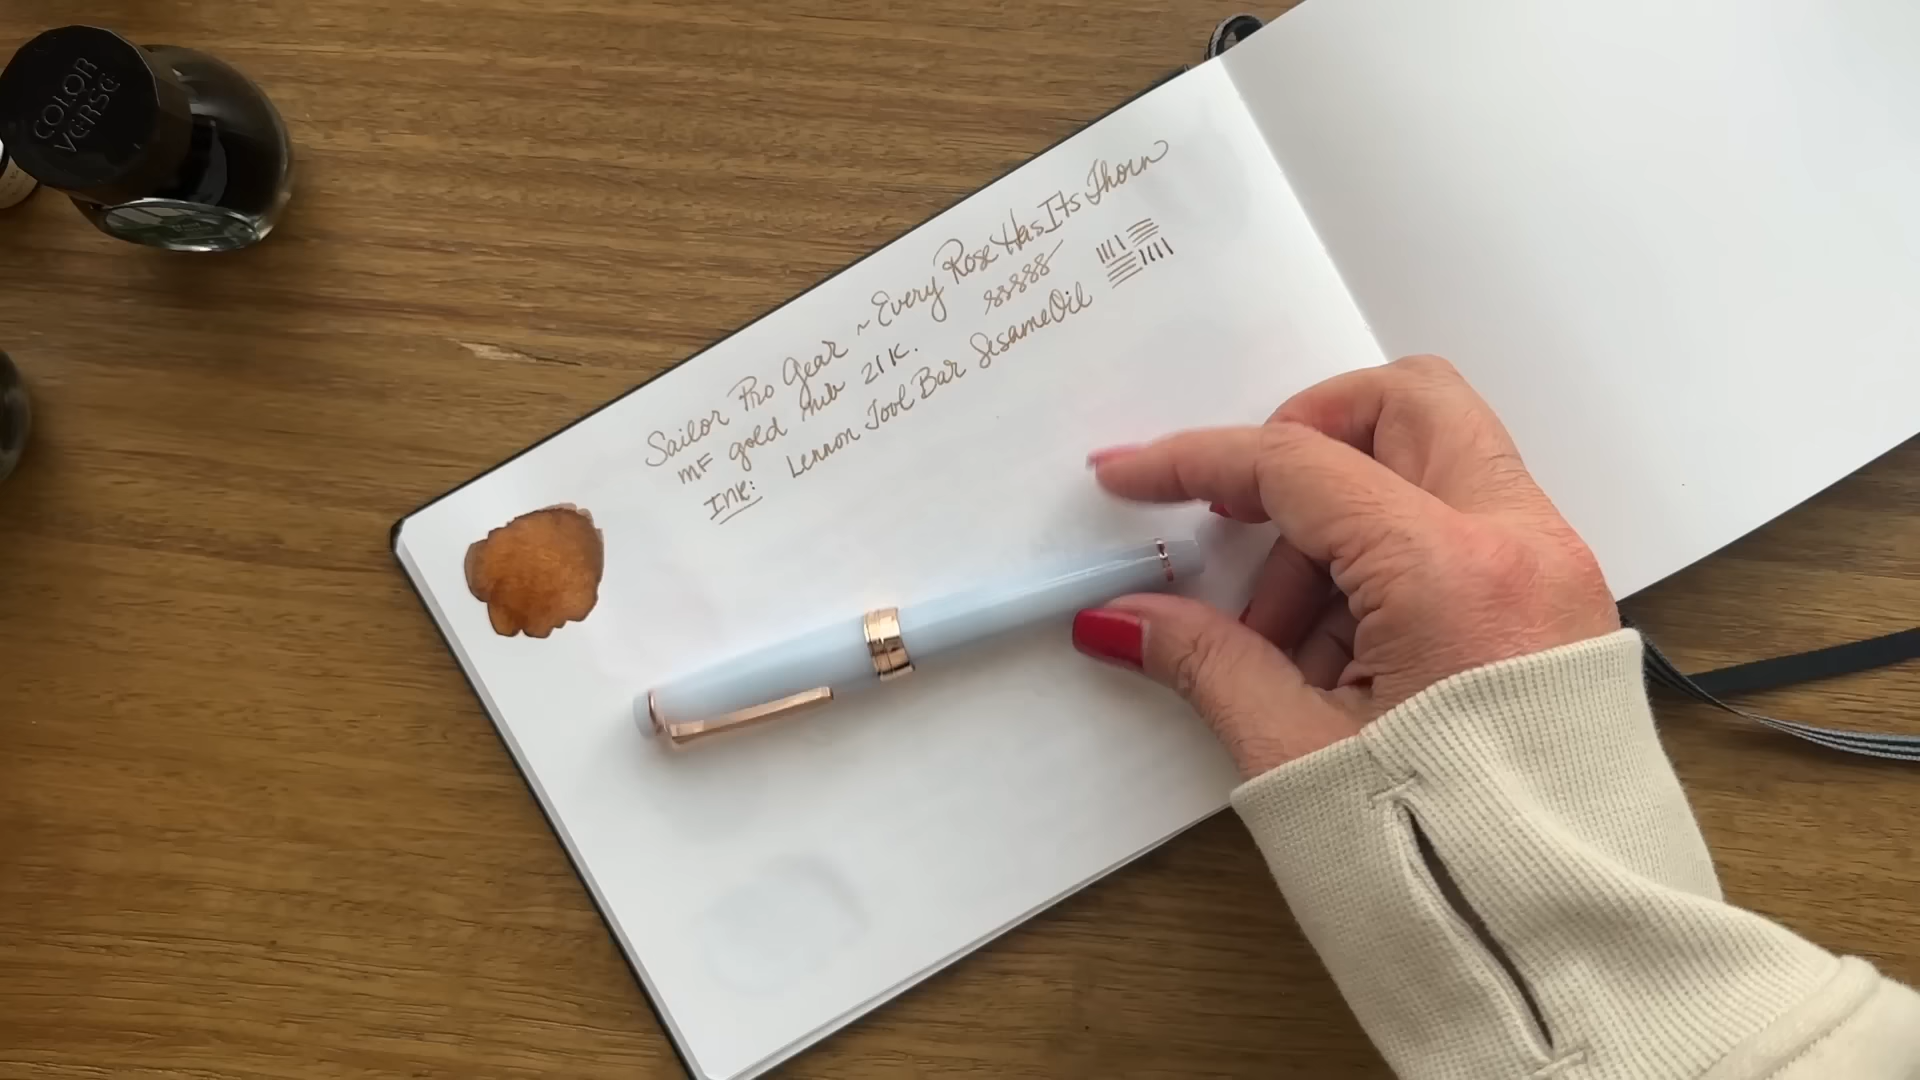 COLOR
VERSE
Sailor Pro Gear ~ Every Rose Has Its Thorn
MF gold nib 21K.
Ink: Lennon Tool Bar Sesame Oil